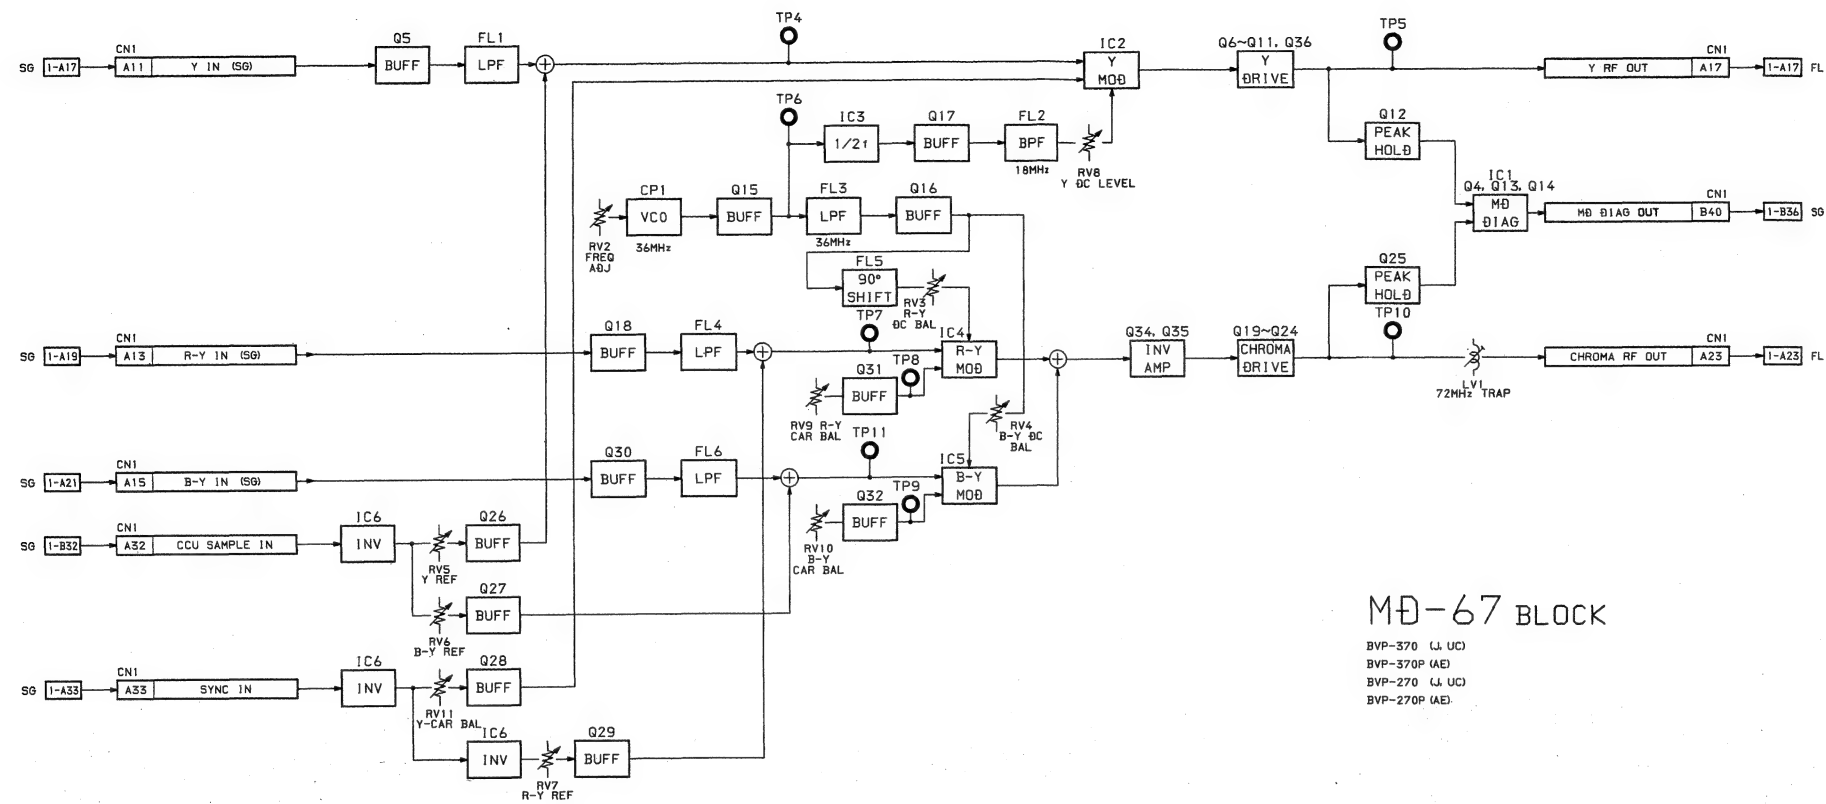 TP4
TP5
CN1
Q5
FL1
IC2
Q6~Q11, Q36
CN1
SG
1-A17
A11
Y IN (SG)
BUFF
LPF
Y
MOD
Y
DRIVE
Y RF OUT
A17
1-A17
FL
TP6
IC3
Q17
FL2
Q12
1/2f
BUFF
BPF
18MHz
RV8
Y DC LEVEL
PEAK
HOLD
CP1
Q15
FL3
Q16
IC1
Q4, Q13, Q14
CN1
VCO
36MHz
BUFF
LPF
36MHz
BUFF
MD
DIAG
MD DIAG OUT
B40
1-B36
SG
RV2
FREQ
ADJ
FL5
90°
SHIFT
RV3
R-Y
DC BAL
Q25
PEAK
HOLD
TP10
CN1
Q18
FL4
TP7
IC4
Q34, Q35
Q19~Q24
CN1
SG
1-A19
A13
R-Y IN (SG)
BUFF
LPF
R-Y
MOD
INV
AMP
CHROMA
DRIVE
LV1
72MHz TRAP
CHROMA RF OUT
A23
1-A23
FL
TP8
Q31
BUFF
RV9 R-Y
CAR BAL
RV4
B-Y DC
BAL
CN1
Q30
FL6
TP11
IC5
SG
1-A21
A15
B-Y IN (SG)
BUFF
LPF
B-Y
MOD
TP9
Q32
BUFF
RV10
B-Y
CAR BAL
CN1
IC6
Q26
SG
1-B32
A32
CCU SAMPLE IN
INV
RV5
Y REF
BUFF
Q27
BUFF
RV6
B-Y REF
CN1
IC6
Q28
SG
1-A33
A33
SYNC IN
INV
RV11
Y-CAR BAL
BUFF
IC6
INV
RV7
R-Y REF
Q29
BUFF
MD-67 BLOCK
BVP-370 (J, UC)
BVP-370P (AE)
BVP-270 (J, UC)
BVP-270P (AE)